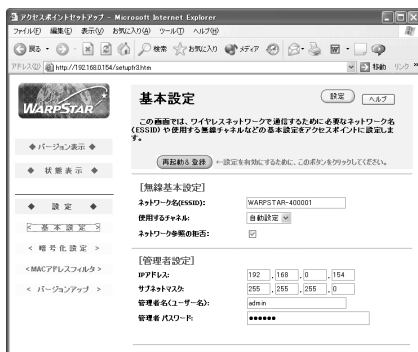 アクセスポイントセットアップ - Microsoft Internet Explorer
ファイル(F) 編集(E) 表示(V) お気に入り(A) ツール(T) ヘルプ(H)
戻る 検索 お気に入り メディア
アドレス(D) http://192.168.0.154/setupfr3.htm 移動 リンク »
WARPSTAR
◆ バージョン表示 ◆
◆ 状態表示 ◆
◆ 設定 ◆
< 基本設定 >
< 暗号化設定 >
<MACアドレスフィルタ>
< バージョンアップ >
基本設定
設定 ヘルプ
この画面では、ワイヤレスネットワークで通信するために必要なネットワーク名(ESSID)や使用する無線チャネルなどの基本設定をアクセスポイントに設定します。
再起動&登録 ←設定を有効にするために、このボタンをクリックしてください。
[無線基本設定]
ネットワーク名(ESSID): WARPSTAR-400001
使用するチャネル: 自動設定
ネットワーク参照の拒否:
[管理者設定]
IPアドレス: 192 . 168 . 0 . 154
サブネットマスク: 255 . 255 . 255 . 0
管理者名(ユーザー名): admin
管理者 パスワード: ●●●●●●